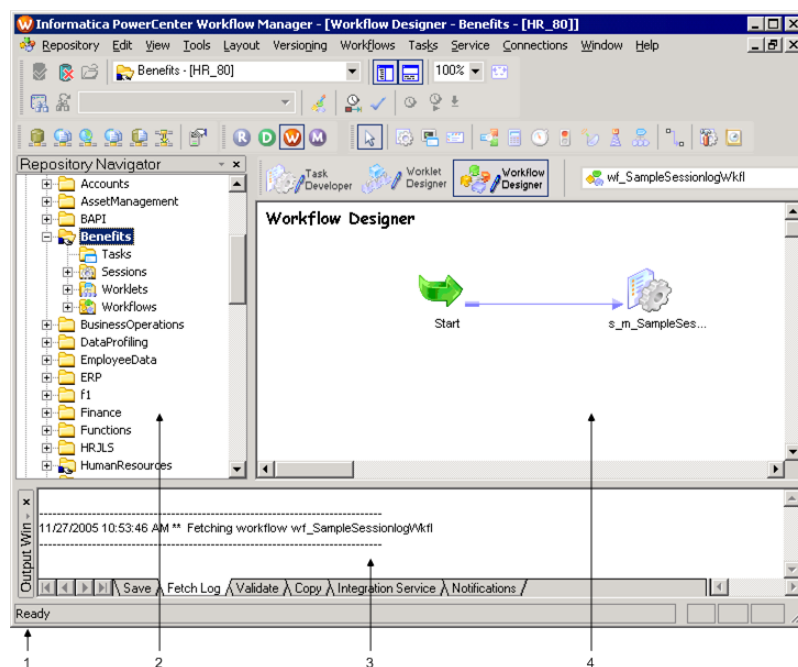 Informatica PowerCenter Workflow Manager - [Workflow Designer - Benefits - [HR_80]]
Repository Edit View Tools Layout Versioning Workflows Tasks Service Connections Window Help
Benefits - [HR_80]
100%
R D W M
Repository Navigator
Task Developer
Worklet Designer
Workflow Designer
wf_SampleSessionlogWkfl
Accounts
AssetManagement
BAPI
Benefits
Tasks
Sessions
Worklets
Workflows
BusinessOperations
DataProfiling
EmployeeData
ERP
f1
Finance
Functions
HRJLS
HumanResources
Workflow Designer
Start
s_m_SampleSes...
Output Win
11/27/2005 10:53:46 AM ** Fetching workflow wf_SampleSessionlogWkfl
Save Fetch Log Validate Copy Integration Service Notifications
Ready
1 2 3 4